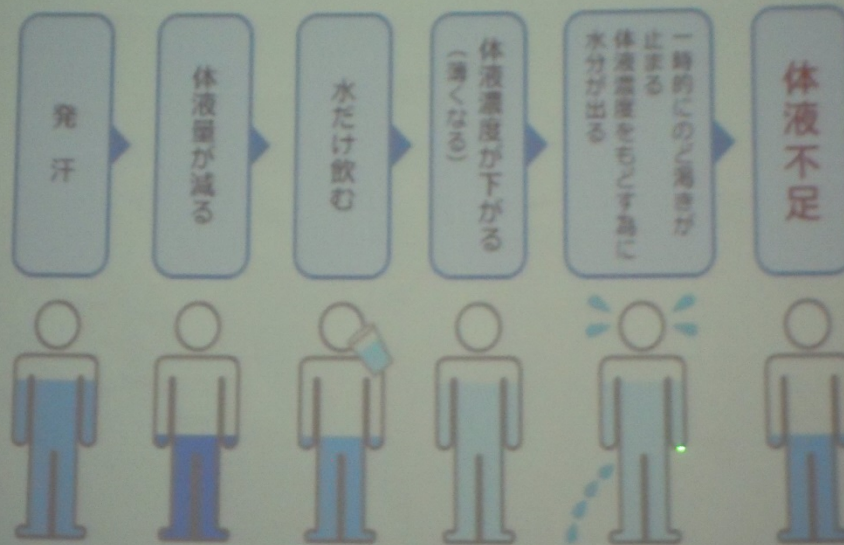 発汗
体液量が減る
水だけ飲む
体液濃度が下がる
(薄くなる)
一時的にのど渇きが
止まる
体液濃度をもどす為に
水分が出る
体液不足